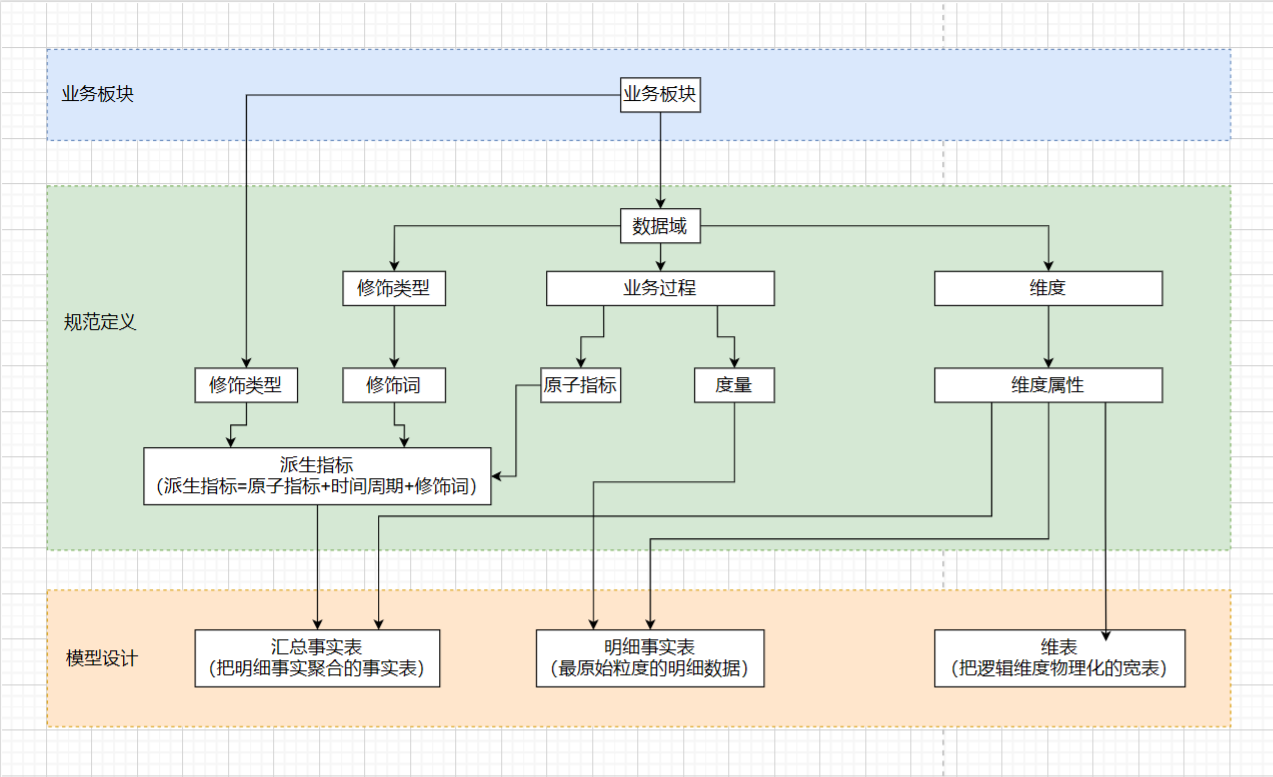 业务板块
业务板块
数据域
修饰类型
业务过程
维度
规范定义
修饰类型
修饰词
原子指标
度量
维度属性
派生指标
（派生指标=原子指标+时间周期+修饰词）
模型设计
汇总事实表
（把明细事实聚合的事实表）
明细事实表
（最原始粒度的明细数据）
维表
（把逻辑维度物理化的宽表）